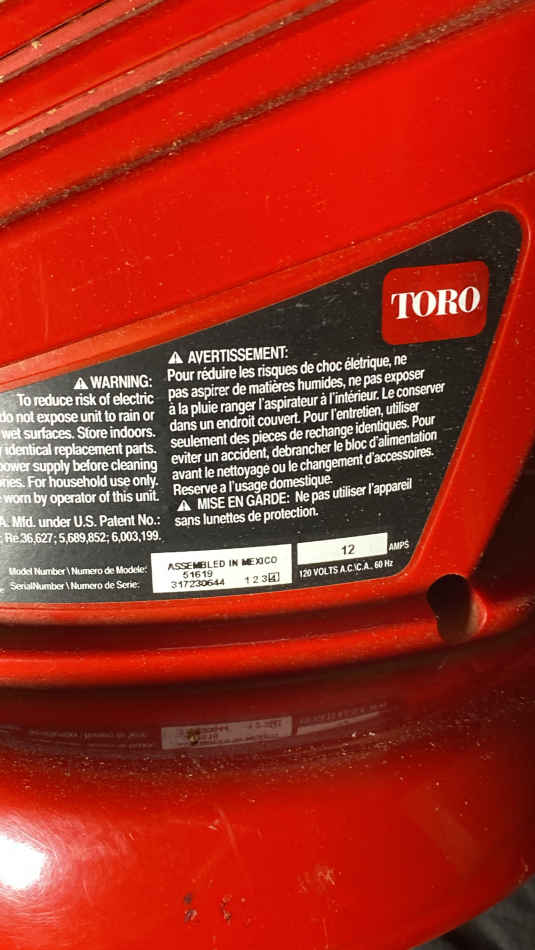 TORO
⚠ WARNING:
To reduce risk of electric
do not expose unit to rain or
wet surfaces. Store indoors.
identical replacement parts.
power supply before cleaning
ries. For household use only.
worn by operator of this unit.
A. Mfd. under U.S. Patent No.:
Re.36,627; 5,689,852; 6,003,199.
⚠ AVERTISSEMENT:
Pour réduire les risques de choc életrique, ne
pas aspirer de matières humides, ne pas exposer
à la pluie ranger l'aspirateur à l'intérieur. Le conserver
dans un endroit couvert. Pour l'entretien, utiliser
seulement des pieces de rechange identiques. Pour
eviter un accident, debrancher le bloc d'alimentation
avant le nettoyage ou le changement d'accessoires.
Reserve a l'usage domestique.
⚠ MISE EN GARDE: Ne pas utiliser l'appareil
sans lunettes de protection.
Model Number \ Numero de Modele:
SerialNumber \ Numero de Serie:
ASSEMBLED IN MEXICO
51619
317230644 1 2 3 4
12 AMPS
120 VOLTS A.C.\C.A., 60 Hz